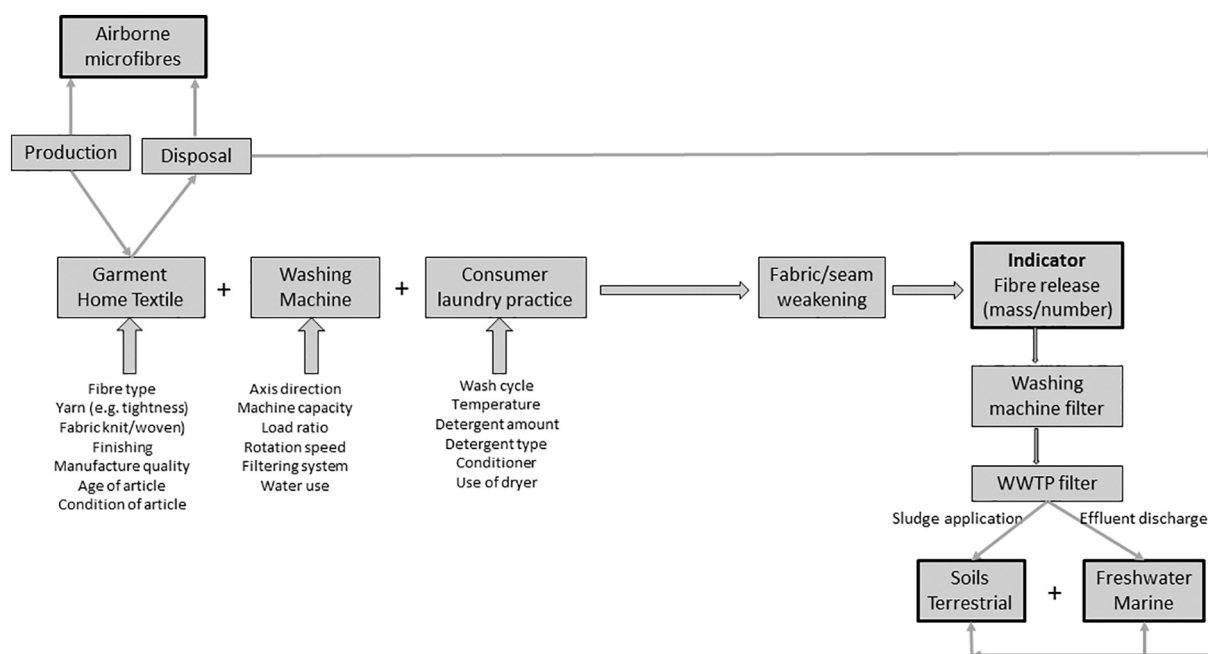 Airborne
microfibres
Production
Disposal
Garment
Home Textile
+
Washing
Machine
+
Consumer
laundry practice
Fabric/seam
weakening
Indicator
Fibre release
(mass/number)
Fibre type
Yarn (e.g. tightness)
Fabric knit/woven)
Finishing
Manufacture quality
Age of article
Condition of article
Axis direction
Machine capacity
Load ratio
Rotation speed
Filtering system
Water use
Wash cycle
Temperature
Detergent amount
Detergent type
Conditioner
Use of dryer
Washing
machine filter
WWTP filter
Sludge application
Effluent discharge
Soils
Terrestrial
+
Freshwater
Marine